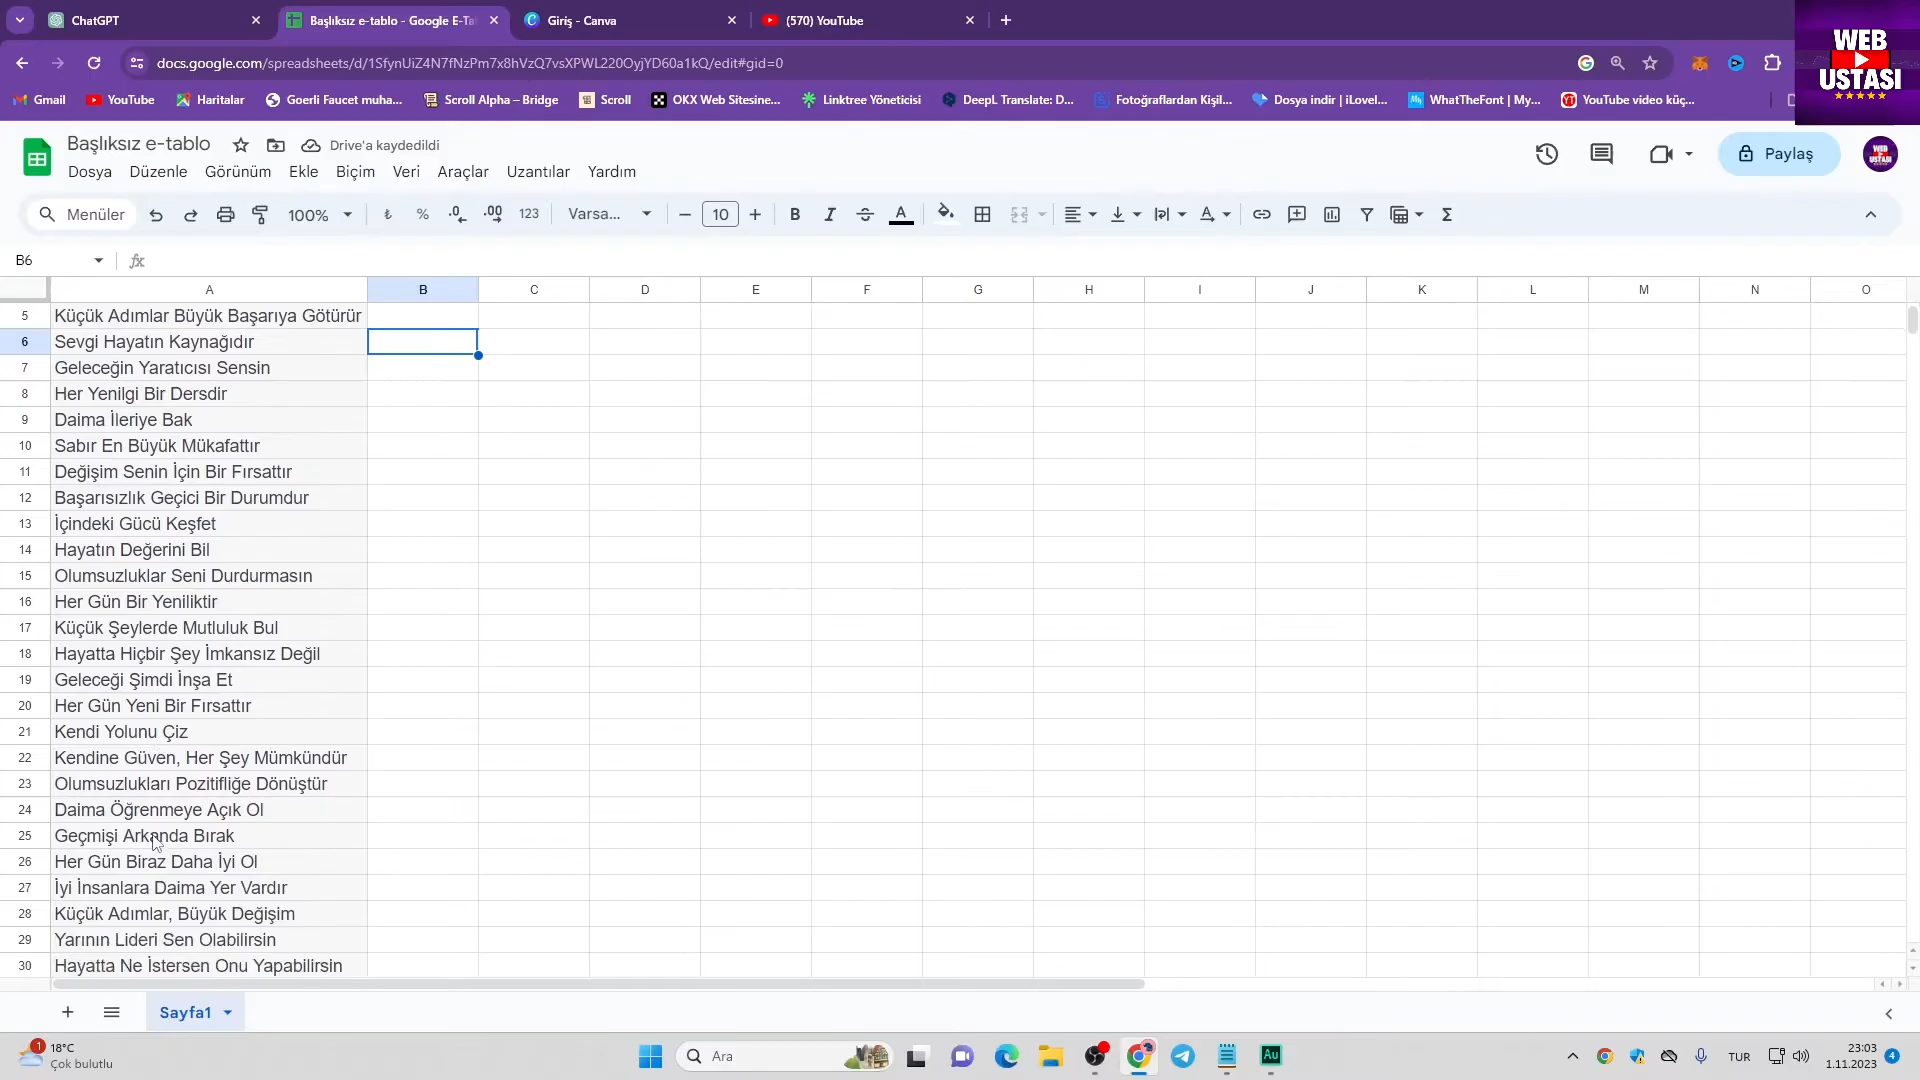 ChatGPT
Başlıksız e-tablo - Google E-Ta
Giriş - Canva
(570) YouTube
docs.google.com/spreadsheets/d/1SfynUiZ4N7fNzPm7x8hVzQ7vsXPWL220OyjYD60a1kQ/edit#gid=0
WEB
USTASI
Gmail
YouTube
Haritalar
Goerli Faucet muha...
Scroll Alpha – Bridge
Scroll
OKX Web Sitesine...
Linktree Yöneticisi
DeepL Translate: D...
Fotoğraflardan Kişil...
Dosya indir | iLovel...
WhatTheFont | My...
YouTube video küç...
Başlıksız e-tablo
Drive'a kaydedildi
Dosya Düzenle Görünüm Ekle Biçim Veri Araçlar Uzantılar Yardım
Paylaş
Menüler
100%
₺ % .0 .00 123
Varsa...
10
B I A A Σ
B6
fx
A B C D E F G H I J K L M N O
5 Küçük Adımlar Büyük Başarıya Götürür
6 Sevgi Hayatın Kaynağıdır
7 Geleceğin Yaratıcısı Sensin
8 Her Yenilgi Bir Dersdir
9 Daima İleriye Bak
10 Sabır En Büyük Mükafattır
11 Değişim Senin İçin Bir Fırsattır
12 Başarısızlık Geçici Bir Durumdur
13 İçindeki Gücü Keşfet
14 Hayatın Değerini Bil
15 Olumsuzluklar Seni Durdurmasın
16 Her Gün Bir Yeniliktir
17 Küçük Şeylerde Mutluluk Bul
18 Hayatta Hiçbir Şey İmkansız Değil
19 Geleceği Şimdi İnşa Et
20 Her Gün Yeni Bir Fırsattır
21 Kendi Yolunu Çiz
22 Kendine Güven, Her Şey Mümkündür
23 Olumsuzlukları Pozitifliğe Dönüştür
24 Daima Öğrenmeye Açık Ol
25 Geçmişi Arkanda Bırak
26 Her Gün Biraz Daha İyi Ol
27 İyi İnsanlara Daima Yer Vardır
28 Küçük Adımlar, Büyük Değişim
29 Yarının Lideri Sen Olabilirsin
30 Hayatta Ne İstersen Onu Yapabilirsin
Sayfa1
1
18°C
Çok bulutlu
Ara
Au
TUR
23:03
1.11.2023
4